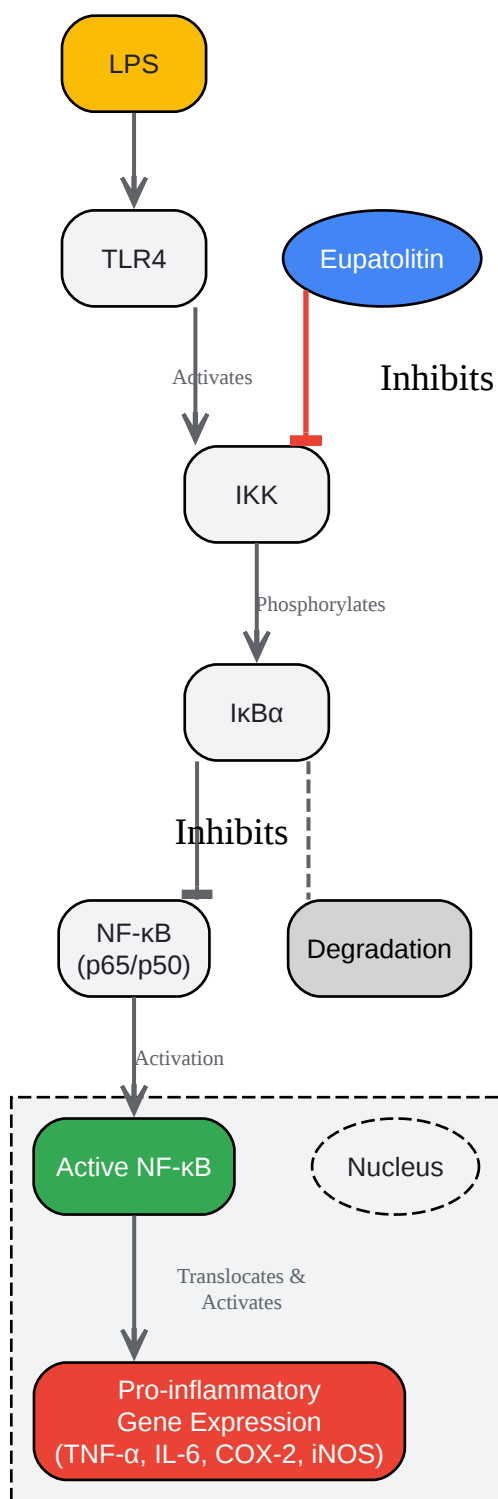 LPS
TLR4
Eupatolitin
Activates
Inhibits
IKK
Phosphorylates
IκBα
Inhibits
NF-κB
(p65/p50)
Degradation
Activation
Active NF-κB
Nucleus
Translocates &
Activates
Pro-inflammatory
Gene Expression
(TNF-α, IL-6, COX-2, iNOS)